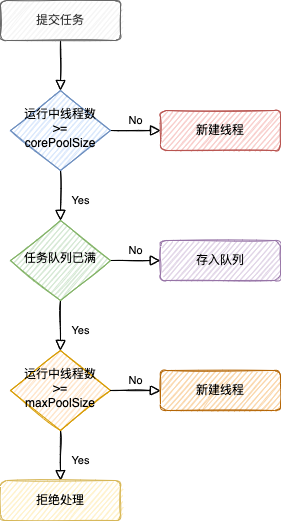 提交任务
运行中线程数
>=
corePoolSize
No
新建线程
Yes
任务队列已满
No
存入队列
Yes
运行中线程数
>=
maxPoolSize
No
新建线程
Yes
拒绝处理